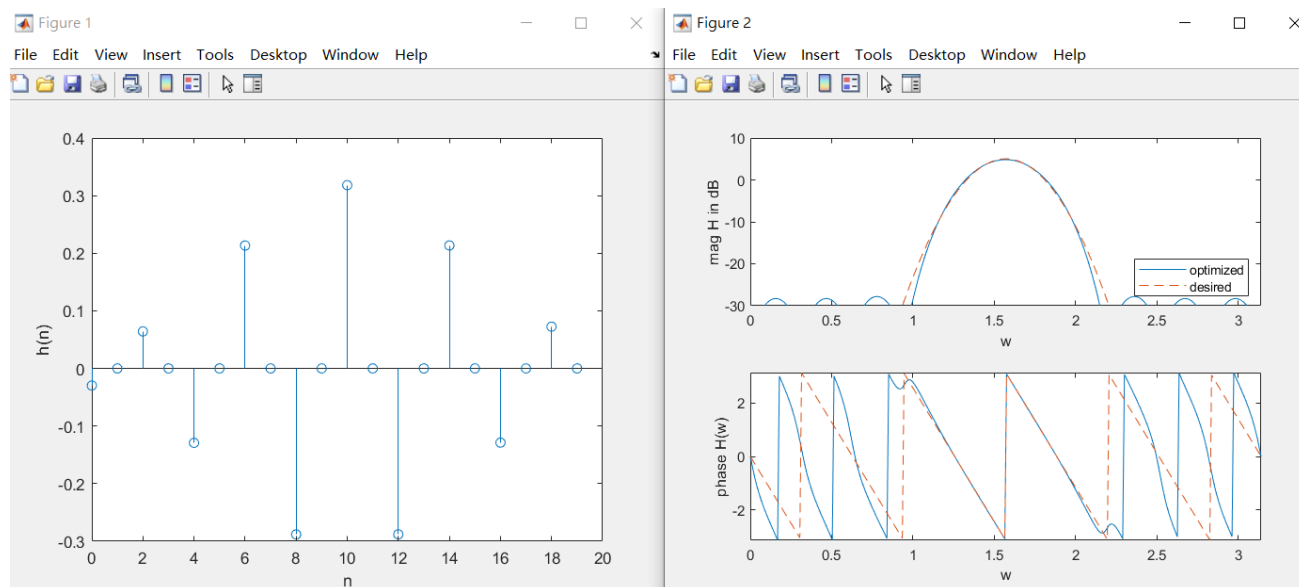 Figure 1
File Edit View Insert Tools Desktop Window Help
0.4
0.3
0.2
0.1
0
-0.1
-0.2
-0.3
h(n)
0 2 4 6 8 10 12 14 16 18 20
n
Figure 2
File Edit View Insert Tools Desktop Window Help
10
0
-10
-20
-30
mag H in dB
optimized
desired
0 0.5 1 1.5 2 2.5 3
w
2
0
-2
phase H(w)
0 0.5 1 1.5 2 2.5 3
w